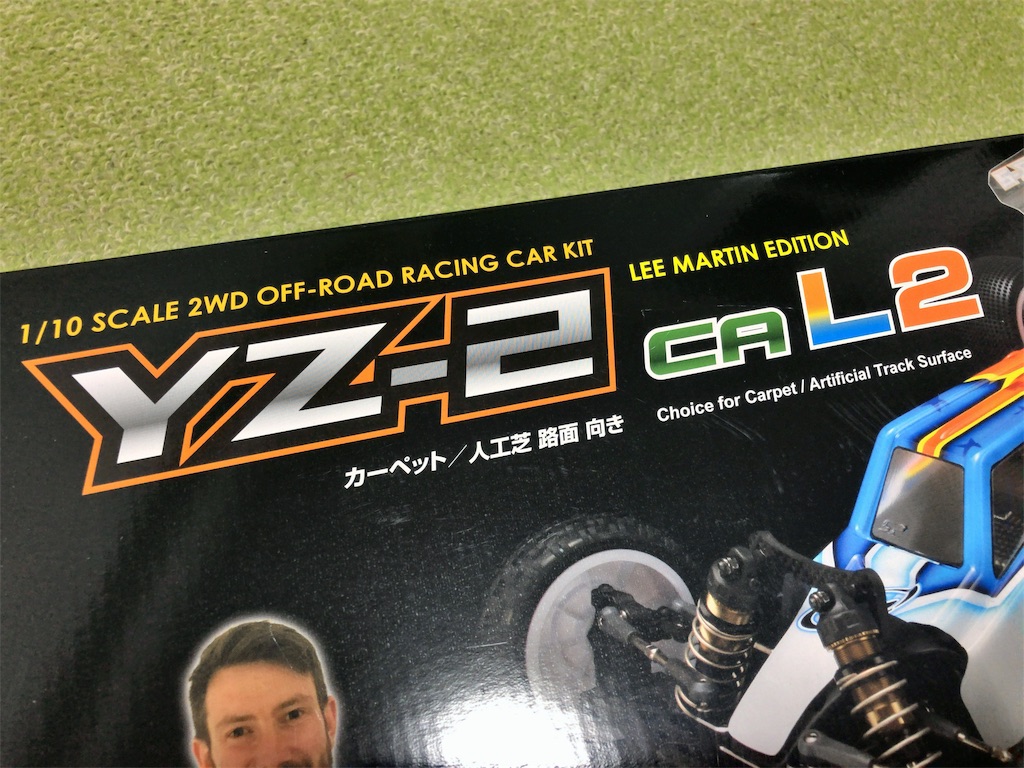 1/10 SCALE 2WD OFF-ROAD RACING CAR KIT
YZ-2
LEE MARTIN EDITION
CA L2
Choice for Carpet / Artificial Track Surface
カーペット／人工芝 路面 向き